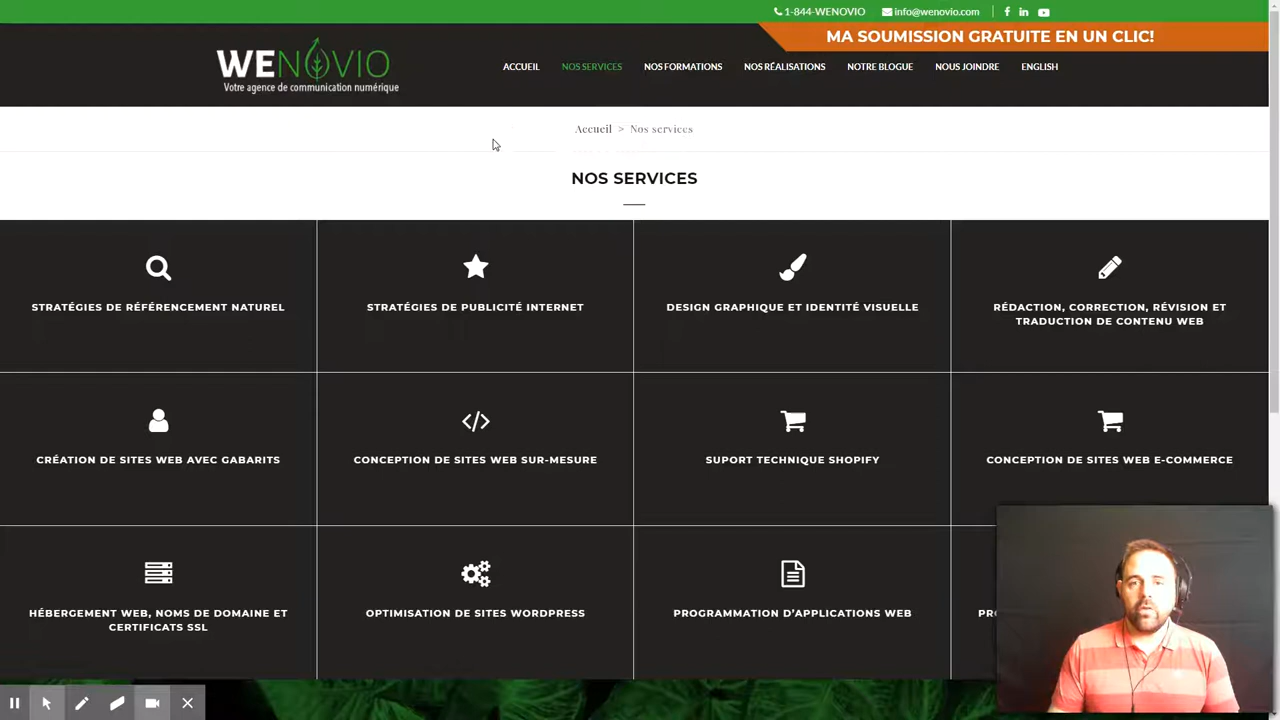 1-844-WENOVIO info@wenovio.com
MA SOUMISSION GRATUITE EN UN CLIC!
WENOVIO
Votre agence de communication numérique
ACCUEIL NOS SERVICES NOS FORMATIONS NOS RÉALISATIONS NOTRE BLOGUE NOUS JOINDRE ENGLISH
Accueil > Nos services
NOS SERVICES
STRATÉGIES DE RÉFÉRENCEMENT NATUREL
STRATÉGIES DE PUBLICITÉ INTERNET
DESIGN GRAPHIQUE ET IDENTITÉ VISUELLE
RÉDACTION, CORRECTION, RÉVISION ET
TRADUCTION DE CONTENU WEB
CRÉATION DE SITES WEB AVEC GABARITS
CONCEPTION DE SITES WEB SUR-MESURE
SUPORT TECHNIQUE SHOPIFY
CONCEPTION DE SITES WEB E-COMMERCE
HÉBERGEMENT WEB, NOMS DE DOMAINE ET
CERTIFICATS SSL
OPTIMISATION DE SITES WORDPRESS
PROGRAMMATION D'APPLICATIONS WEB